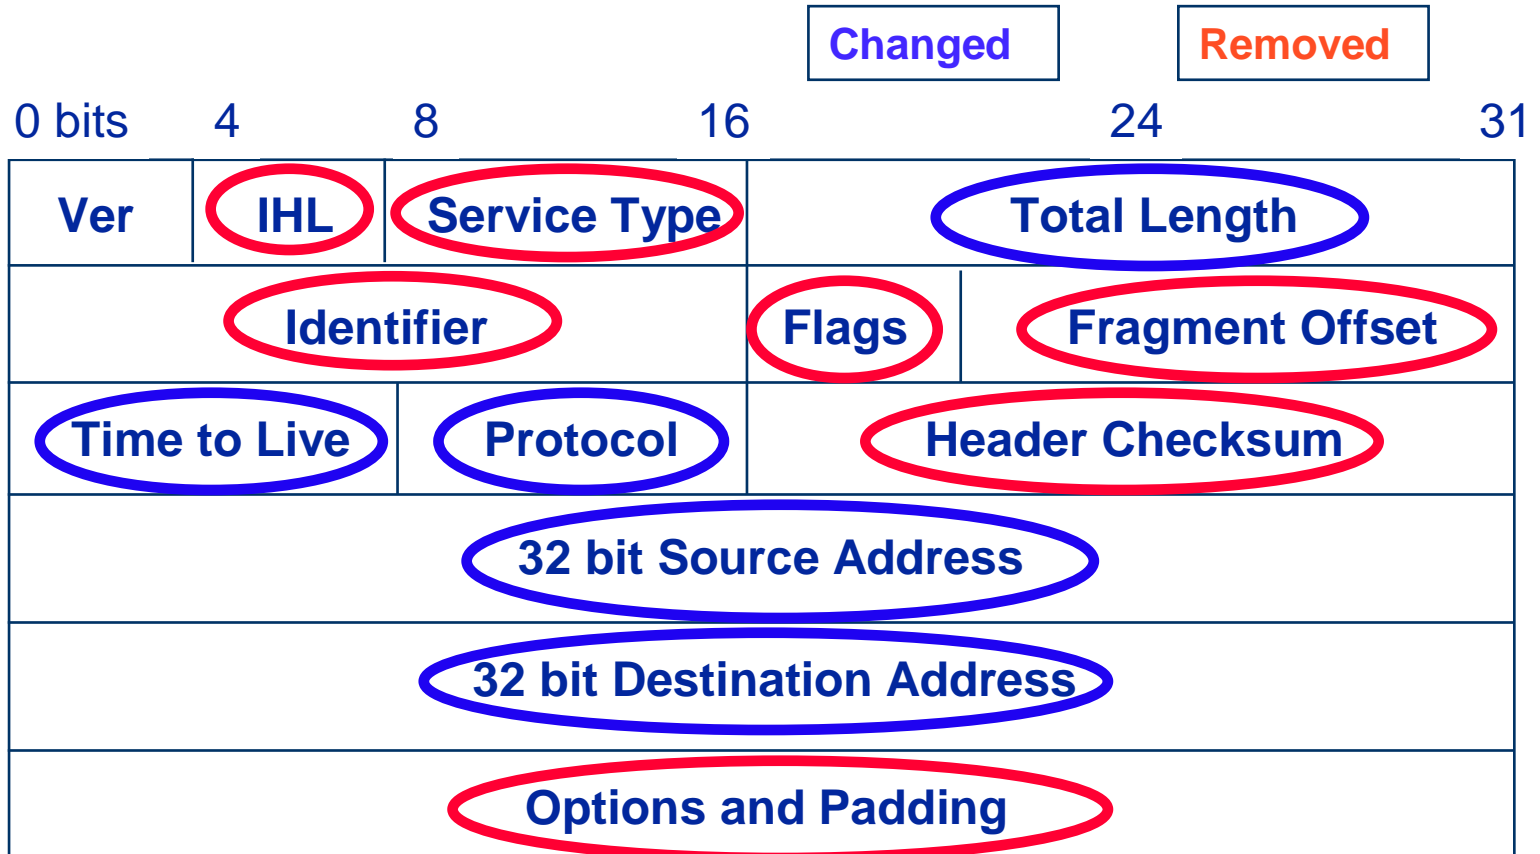 Changed Removed
0 bits 4 8 16 24 31
Ver IHL Service Type Total Length
Identifier Flags Fragment Offset
Time to Live Protocol Header Checksum
32 bit Source Address
32 bit Destination Address
Options and Padding